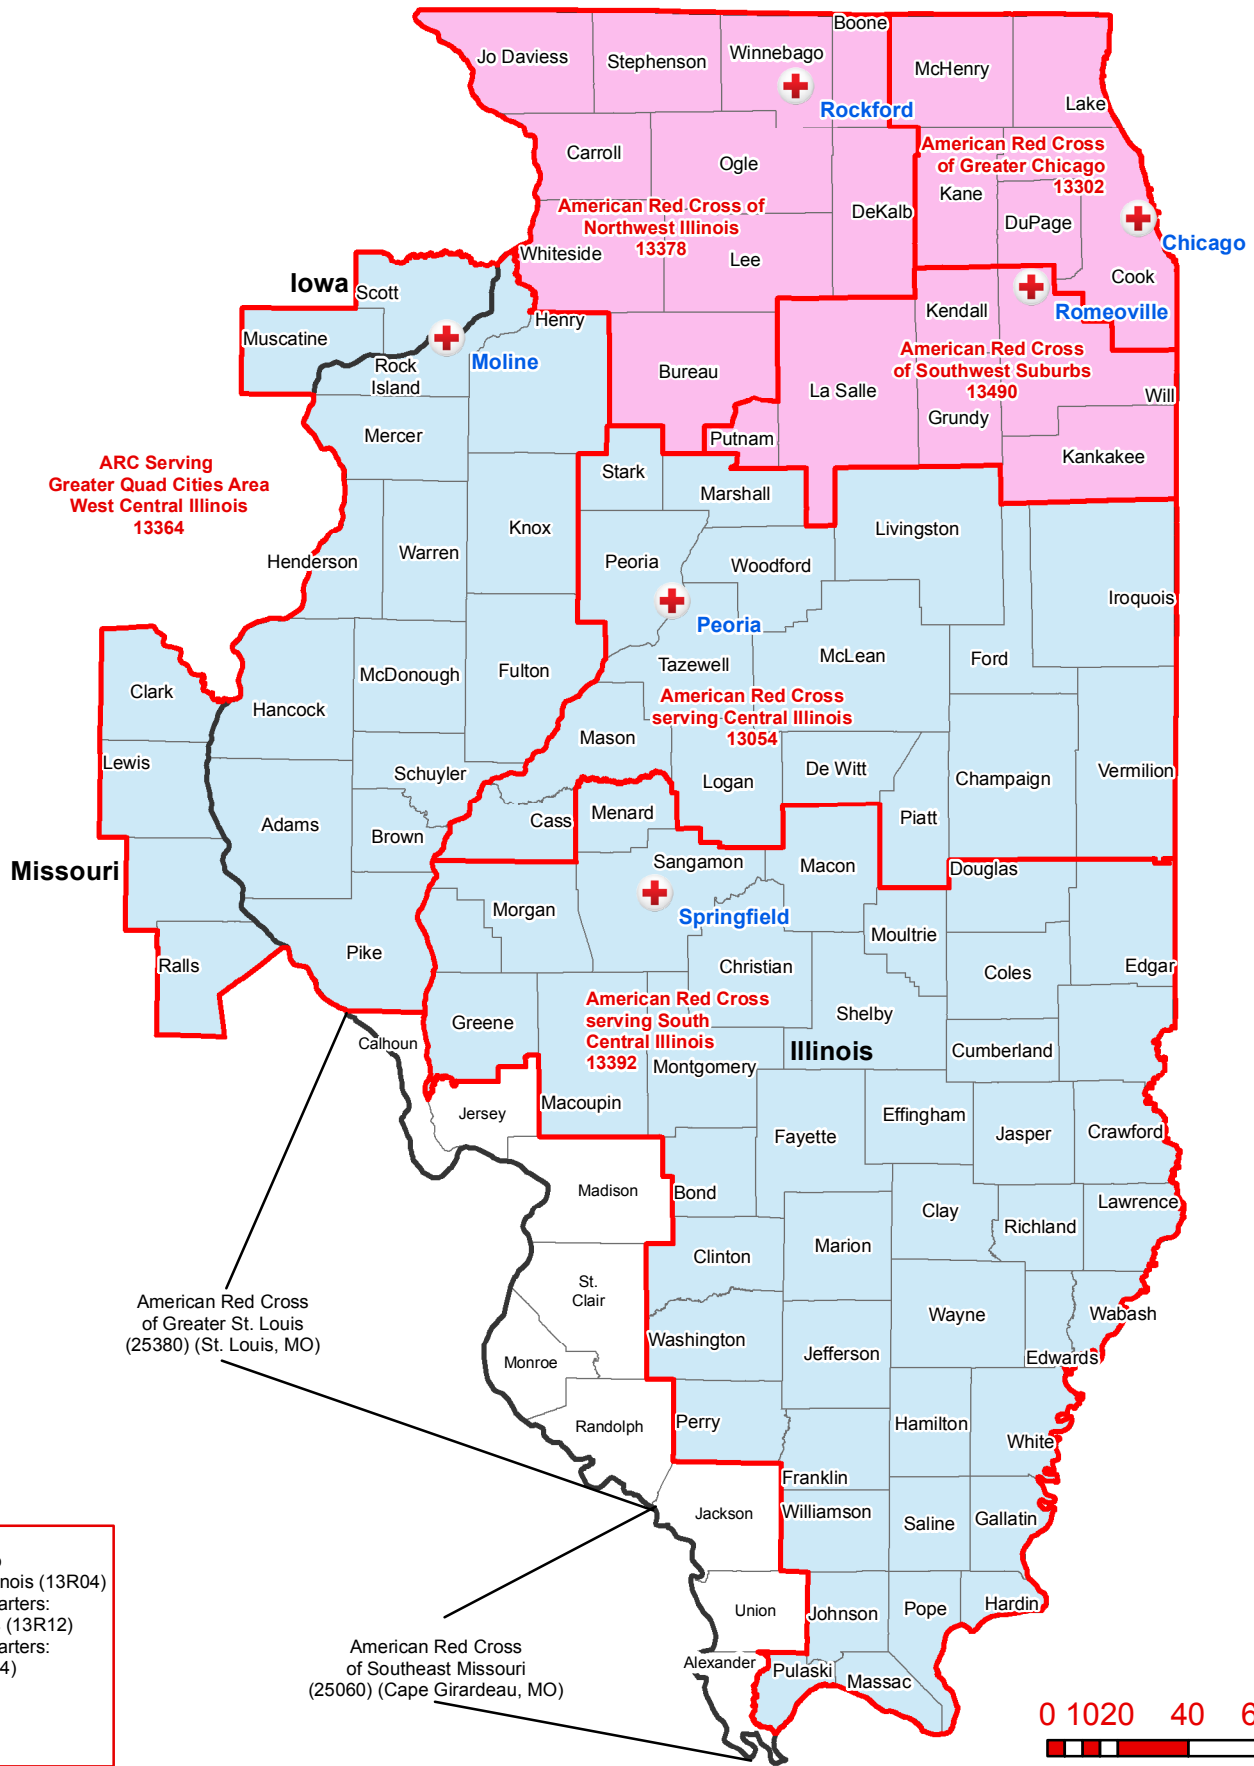 Boone
Jo Daviess
Stephenson
Winnebago
McHenry
Lake
Rockford
Carroll
Ogle
American Red Cross
of Greater Chicago
13302
Kane
DeKalb
DuPage
American Red Cross of
Northwest Illinois
13378
Whiteside
Lee
Chicago
Cook
Iowa
Scott
Kendall
Romeoville
Henry
Muscatine
Rock
Island
Moline
American Red Cross
of Southwest Suburbs
13490
Bureau
La Salle
Will
Grundy
Mercer
Putnam
Kankakee
ARC Serving
Greater Quad Cities Area
West Central Illinois
13364
Stark
Marshall
Knox
Livingston
Warren
Henderson
Peoria
Woodford
Iroquois
Peoria
McLean
Ford
Tazewell
McDonough
Fulton
Clark
Hancock
American Red Cross
serving Central Illinois
13054
Mason
Lewis
Schuyler
De Witt
Logan
Champaign
Vermilion
Cass
Menard
Piatt
Adams
Brown
Missouri
Sangamon
Macon
Douglas
Morgan
Springfield
Moultrie
Pike
Ralls
Christian
Coles
Edgar
American Red Cross
serving South
Central Illinois
13392
Greene
Shelby
Calhoun
Illinois
Cumberland
Montgomery
Jersey
Macoupin
Effingham
Fayette
Jasper
Crawford
Madison
Bond
Clay
Lawrence
Richland
Clinton
Marion
St.
Clair
American Red Cross
of Greater St. Louis
(25380) (St. Louis, MO)
Wayne
Wabash
Washington
Monroe
Jefferson
Edwards
Randolph
Perry
Hamilton
White
Franklin
Jackson
Williamson
Saline
Gallatin
inois (13R04)
arters:
(13R12)
arters:
4)
Union
Johnson
Pope
Hardin
American Red Cross
of Southeast Missouri
(25060) (Cape Girardeau, MO)
Alexander
Pulaski
Massac
0 1020 40 6